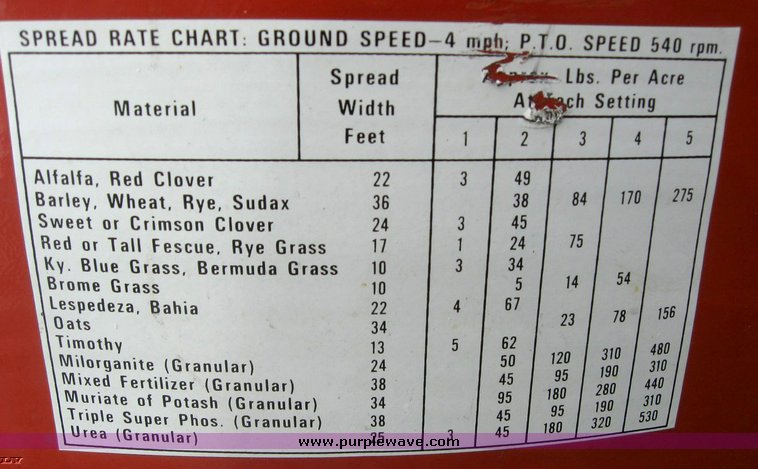 SPREAD RATE CHART: GROUND SPEED–4 mph; P.T.O. SPEED 540 rpm.
Material
Spread
Width
Feet
Approx. Lbs. Per Acre
At Each Setting
1 2 3 4 5
Alfalfa, Red Clover 22 3 49
Barley, Wheat, Rye, Sudax 36 38 84 170 275
Sweet or Crimson Clover 24 3 45
Red or Tall Fescue, Rye Grass 17 1 24 75
Ky. Blue Grass, Bermuda Grass 10 3 34
Brome Grass 10 5 14 54
Lespedeza, Bahia 22 4 67
Oats 34 23 78 156
Timothy 13 5 62
Milorganite (Granular) 24 50 120 310 480
Mixed Fertilizer (Granular) 38 45 95 190 310
Muriate of Potash (Granular) 34 95 180 280 440
Triple Super Phos. (Granular) 38 45 95 190 310
Urea (Granular) 3 45 180 320 530
www.purplewave.com